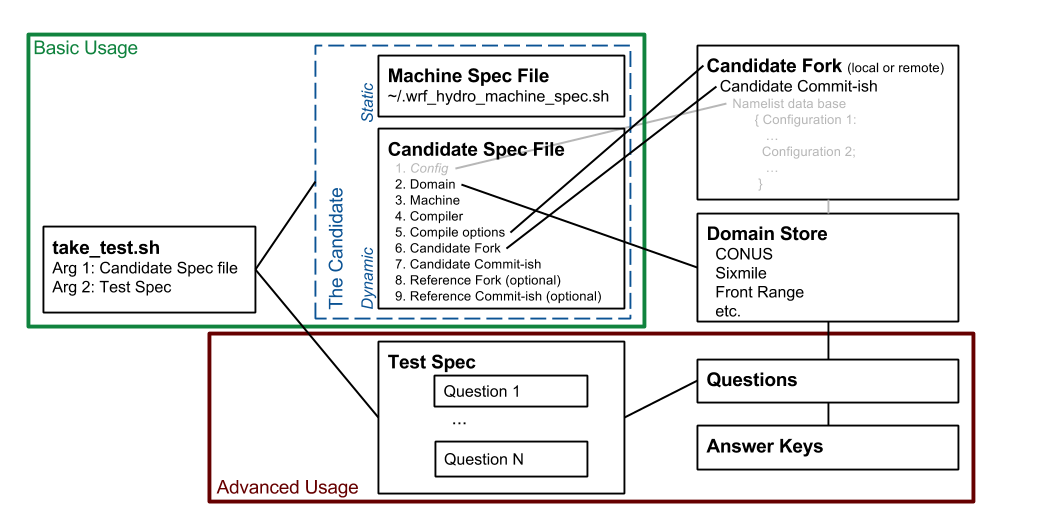 Basic Usage
take_test.sh
Arg 1: Candidate Spec file
Arg 2: Test Spec
The Candidate
Static
Machine Spec File
~/.wrf_hydro_machine_spec.sh
Dynamic
Candidate Spec File
1. Config
2. Domain
3. Machine
4. Compiler
5. Compile options
6. Candidate Fork
7. Candidate Commit-ish
8. Reference Fork (optional)
9. Reference Commit-ish (optional)
Candidate Fork (local or remote)
Candidate Commit-ish
Namelist data base
{ Configuration 1:
...
Configuration 2;
...
}
Domain Store
CONUS
Sixmile
Front Range
etc.
Advanced Usage
Test Spec
Question 1
...
Question N
Questions
Answer Keys